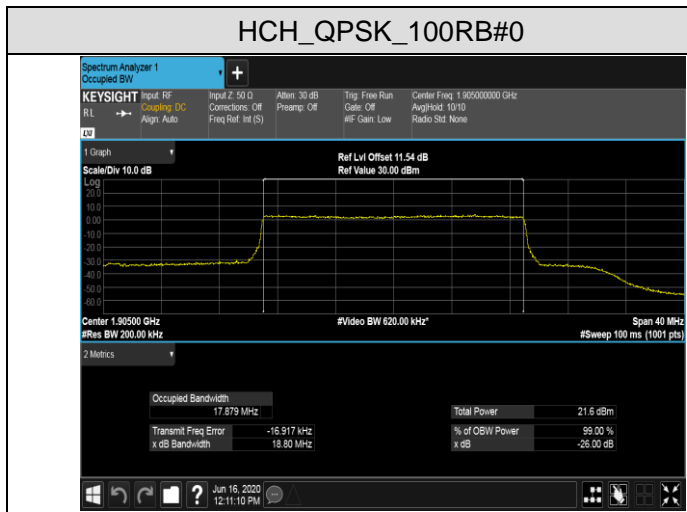 HCH_QPSK_100RB#0
Spectrum Analyzer 1
Occupied BW
+
KEYSIGHT Input: RF Input Z: 50 Ω Atten: 30 dB Trig: Free Run Center Freq: 1.905000000 GHz
RL Coupling: DC Corrections: Off Preamp: Off Gate: Off Avg|Hold: 10/10
Align: Auto Freq Ref: Int (S) #IF Gain: Low Radio Std: None
LXI
1 Graph Ref Lvl Offset 11.54 dB
Scale/Div 10.0 dB Ref Value 30.00 dBm
Log
20.0
10.0
0.00
-10.0
-20.0
-30.0
-40.0
-50.0
-60.0
Center 1.90500 GHz #Video BW 620.00 kHz* Span 40 MHz
#Res BW 200.00 kHz #Sweep 100 ms (1001 pts)
2 Metrics
Occupied Bandwidth
17.879 MHz Total Power 21.6 dBm
Transmit Freq Error -16.917 kHz % of OBW Power 99.00 %
x dB Bandwidth 18.80 MHz x dB -26.00 dB
? Jun 16, 2020
12:11:10 PM